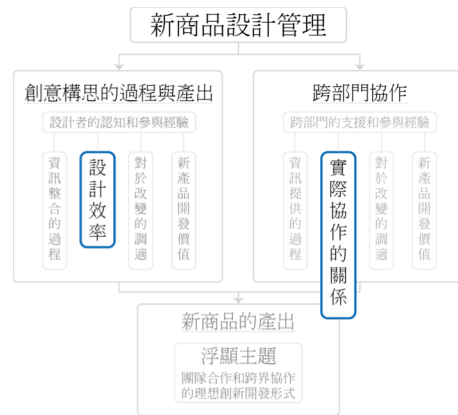 新商品設計管理
創意構思的過程與產出
設計者的認知和參與經驗
資訊整合的過程
設計效率
對於改變的調適
新產品開發價值
跨部門協作
跨部門的支援和參與經驗
資訊提供的過程
實際協作的關係
對於改變的調適
新產品開發價值
新商品的產出
浮顯主題
團隊合作和跨界協作
的理想創新開發形式